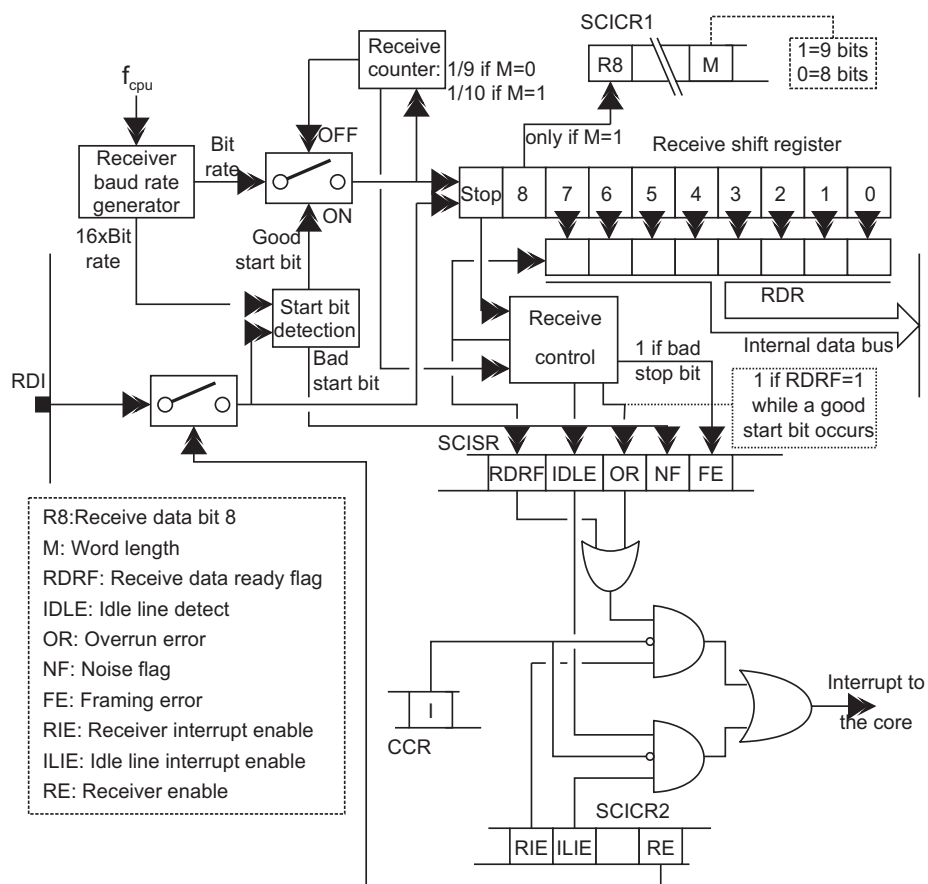 SCICR1
Receive
counter:
1/9 if M=0
1/10 if M=1
R8
M
1=9 bits
0=8 bits
f_cpu
OFF
only if M=1
Receive shift register
Receiver
baud rate
generator
Bit
rate
ON
Stop 8 7 6 5 4 3 2 1 0
16xBit
rate
Good
start bit
RDR
Start bit
detection
Receive
control
Internal data bus
Bad
start bit
1 if bad
stop bit
RDI
1 if RDRF=1
while a good
start bit occurs
SCISR
RDRF IDLE OR NF FE
R8:Receive data bit 8
M: Word length
RDRF: Receive data ready flag
IDLE: Idle line detect
OR: Overrun error
NF: Noise flag
FE: Framing error
RIE: Receiver interrupt enable
ILIE: Idle line interrupt enable
RE: Receiver enable
I
CCR
Interrupt to
the core
SCICR2
RIE ILIE RE